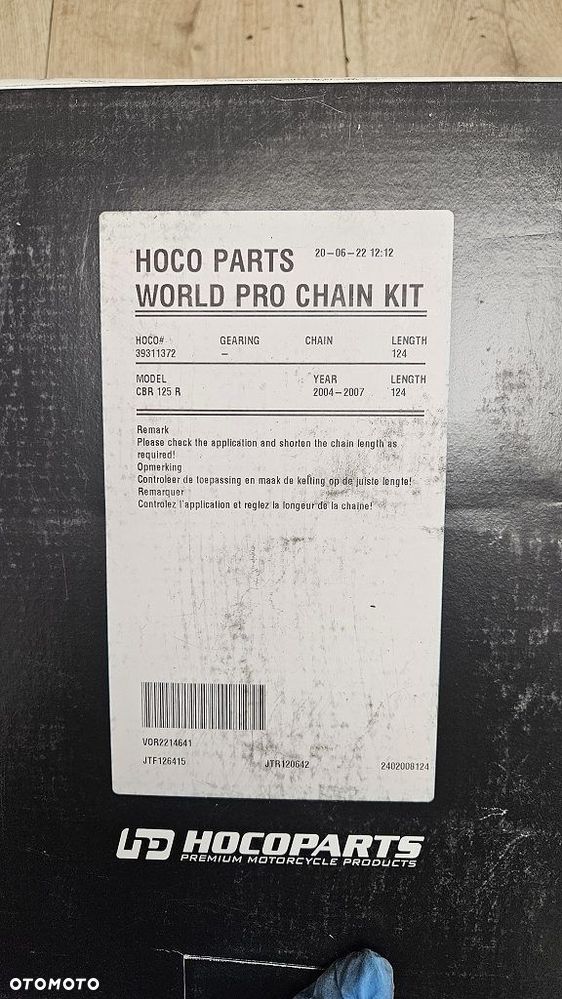 HOCO PARTS 20-06-22 12:12
WORLD PRO CHAIN KIT
HOCO# GEARING CHAIN LENGTH
39311372 - 124
MODEL YEAR LENGTH
CBR 125 R 2004-2007 124
Remark
Please check the application and shorten the chain length as
required!
Opmerking
Controleer de toepassing en maak de ketting op de juiste lengte!
Remarquer
Controlez l'application et reglez la longeur de la chaine!
VOR2214641
JTF126415 JTR120642 2402008124
HOCOPARTS
PREMIUM MOTORCYCLE PRODUCTS
OTOMOTO